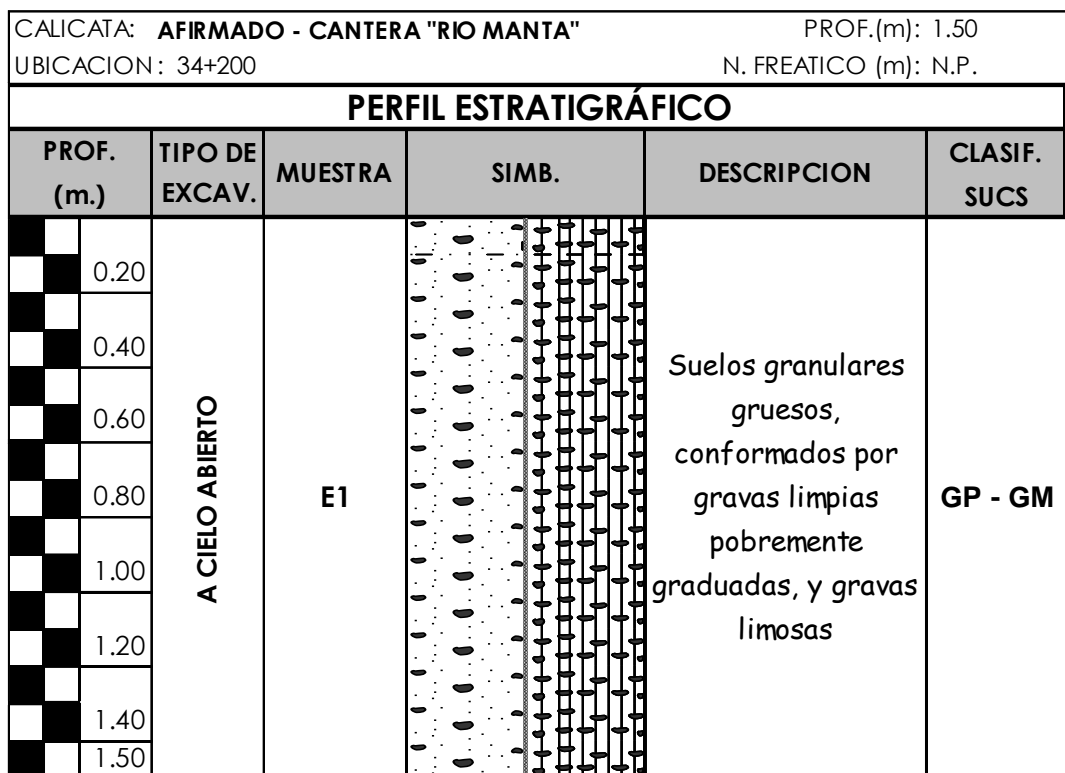 CALICATA: AFIRMADO - CANTERA "RIO MANTA" PROF.(m): 1.50
UBICACION : 34+200 N. FREATICO (m): N.P.
PERFIL ESTRATIGRÁFICO
PROF. (m.)
TIPO DE EXCAV.
MUESTRA
SIMB.
DESCRIPCION
CLASIF. SUCS
0.20
0.40
0.60
0.80
1.00
1.20
1.40
1.50
A CIELO ABIERTO
E1
Suelos granulares
gruesos,
conformados por
gravas limpias
pobremente
graduadas, y gravas
limosas
GP - GM